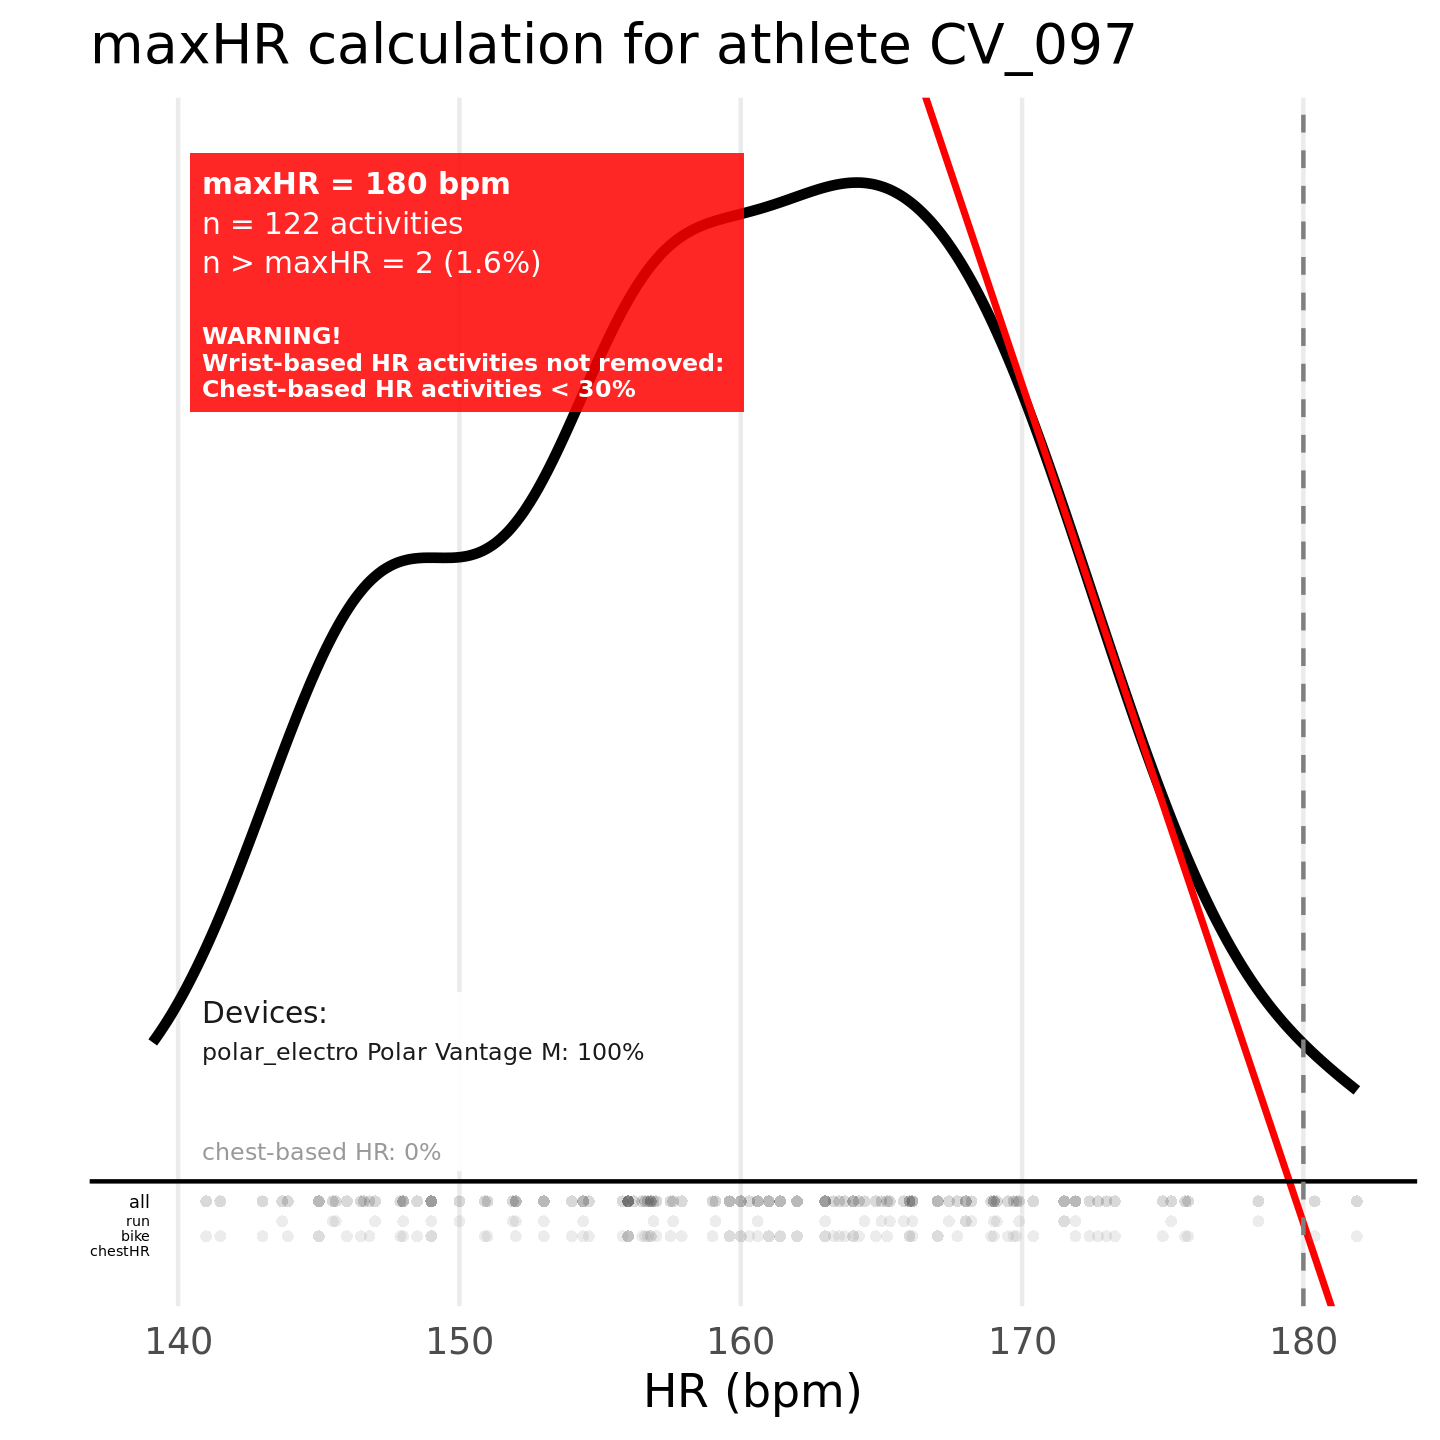 maxHR calculation for athlete CV_097
maxHR = 180 bpm
n = 122 activities
n > maxHR = 2 (1.6%)
WARNING!
Wrist-based HR activities not removed:
Chest-based HR activities < 30%
Devices:
polar_electro Polar Vantage M: 100%
chest-based HR: 0%
all
run
bike
chestHR
140 150 160 170 180
HR (bpm)